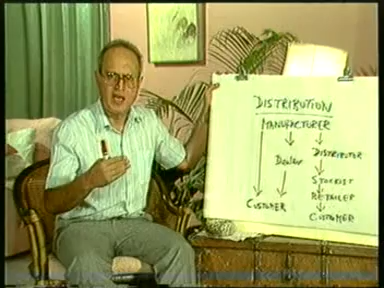 DISTRIBUTION
MANUFACTURER
Dealer
DISTRIBUTOR
STOCKIST
RETAILER
CUSTOMER
CUSTOMER